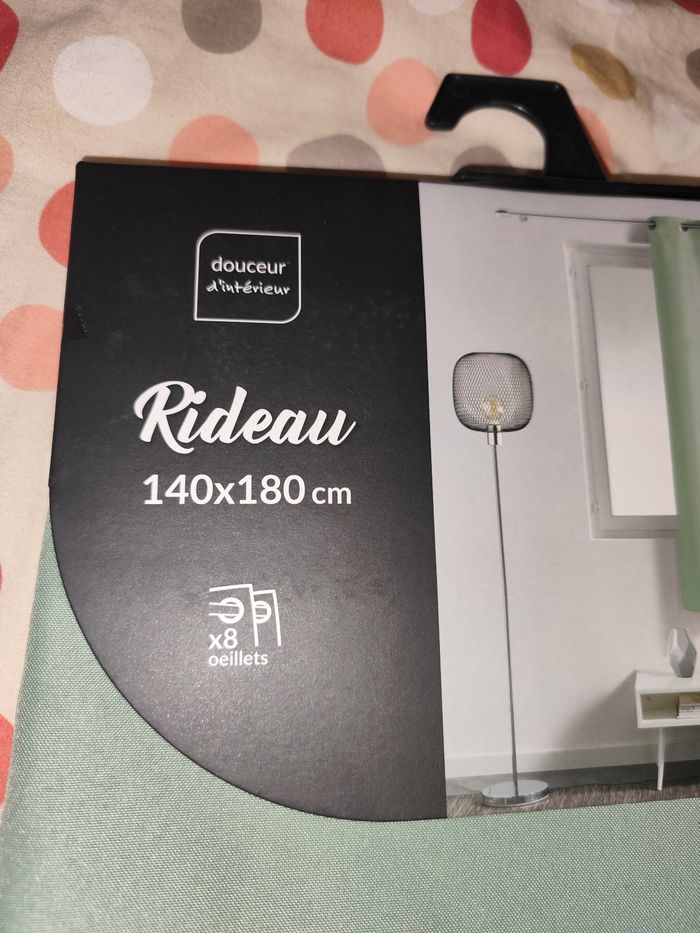 douceur
d'intérieur
Rideau
140x180 cm
x8
oeillets